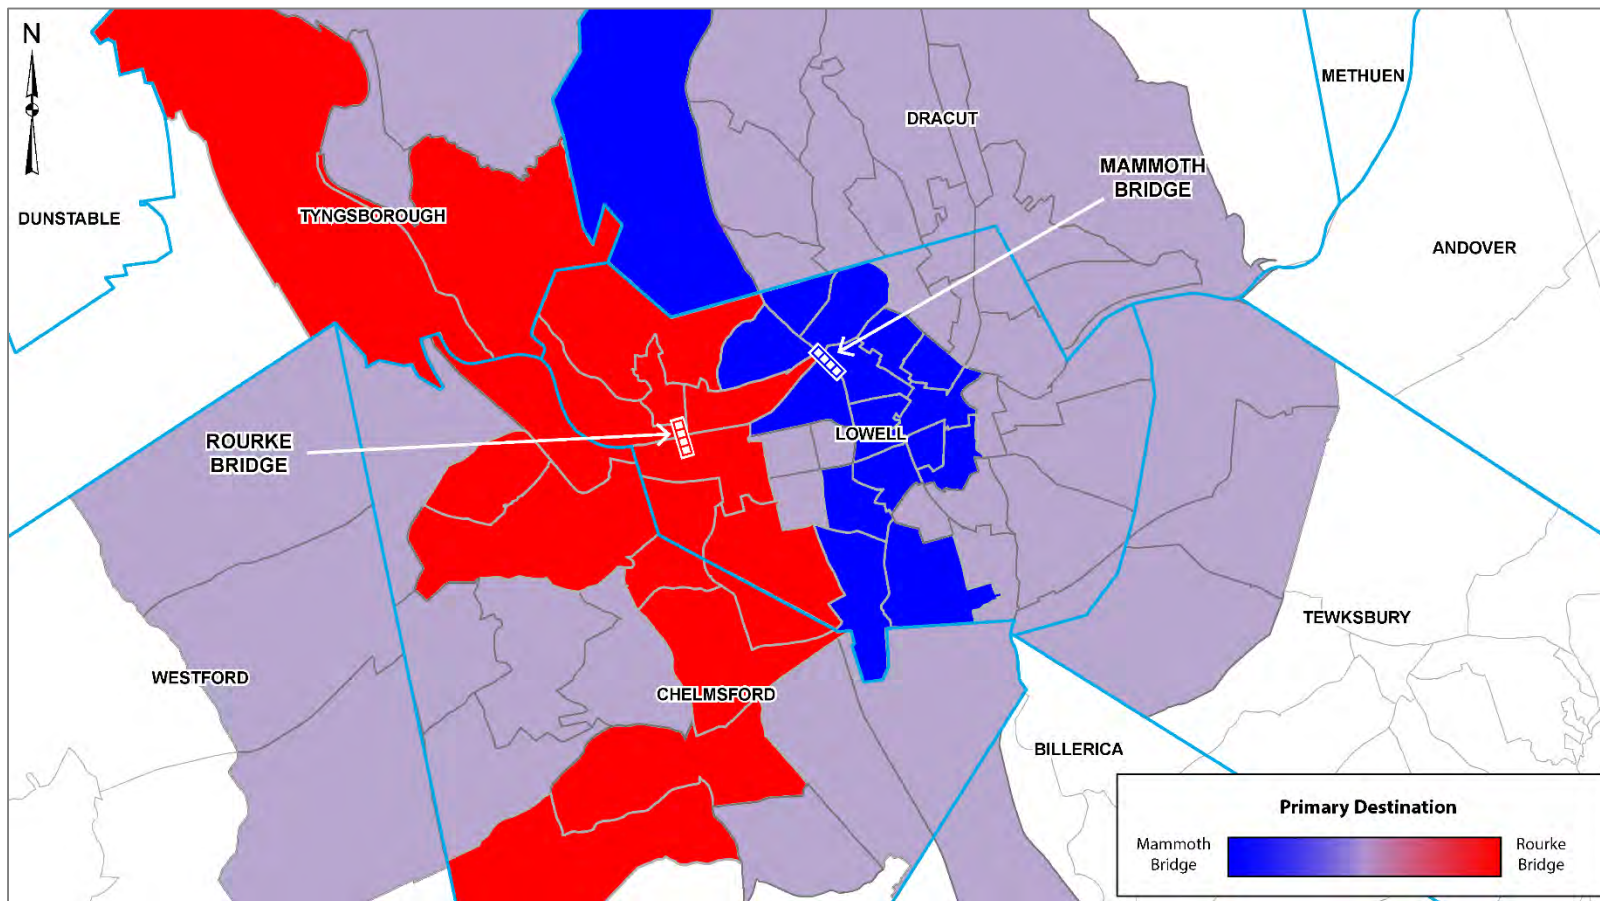 N
METHUEN
DRACUT
MAMMOTH
BRIDGE
DUNSTABLE
TYNGSBOROUGH
ANDOVER
ROURKE
BRIDGE
LOWELL
TEWKSBURY
WESTFORD
CHELMSFORD
BILLERICA
Primary Destination
Mammoth
Bridge
Rourke
Bridge